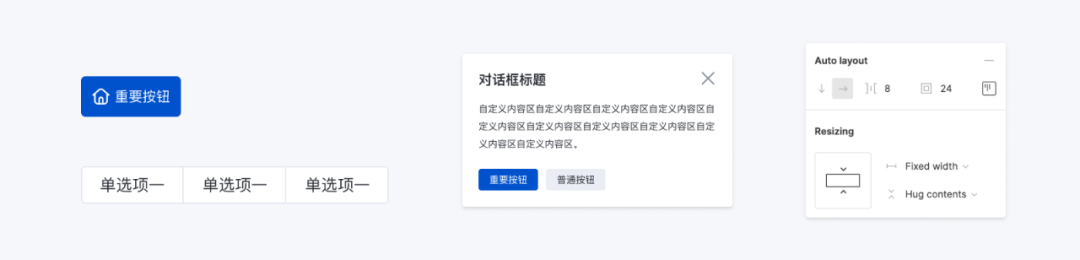 重要按钮
单选项一 单选项一 单选项一
对话框标题
自定义内容区自定义内容区自定义内容区自定义内容区自
定义内容区自定义内容区自定义内容区自定义内容区自定
义内容区自定义内容区。
重要按钮 普通按钮
Auto layout
8 24
Resizing
Fixed width
Hug contents